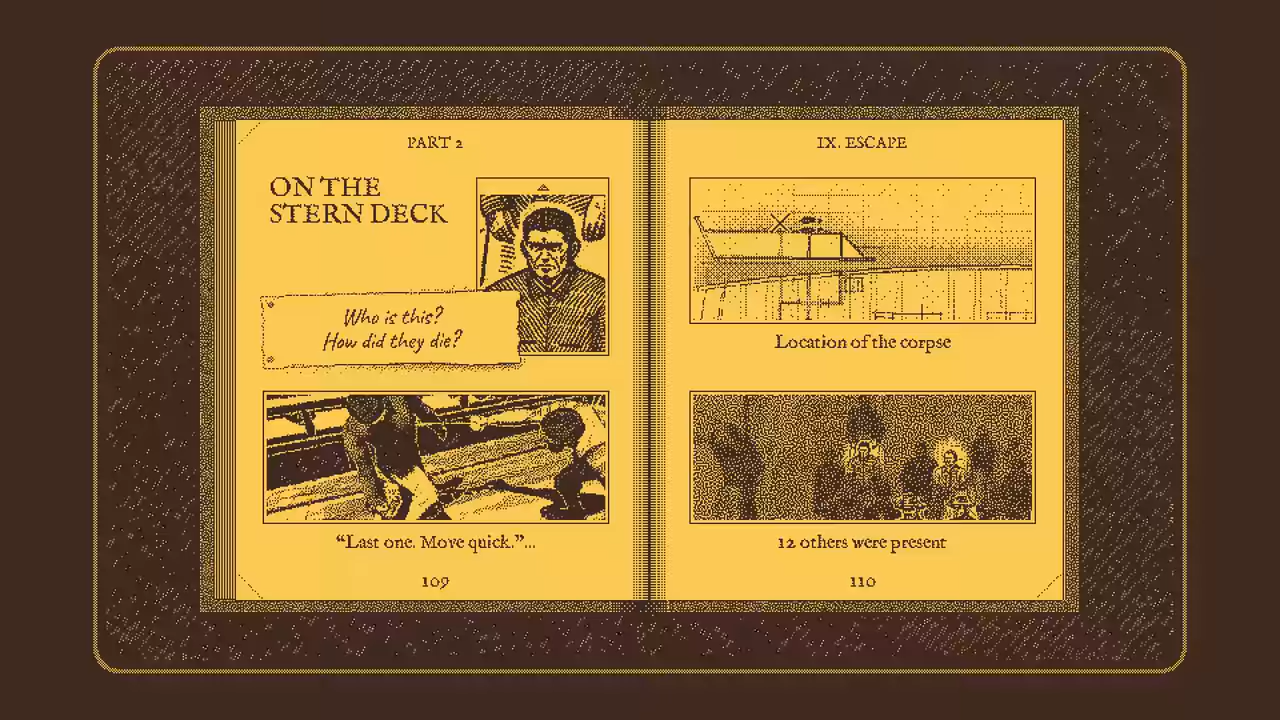 PART 2
ON THE
STERN DECK
Who is this?
How did they die?
“Last one. Move quick.”...
109
IX. ESCAPE
Location of the corpse
12 others were present
110